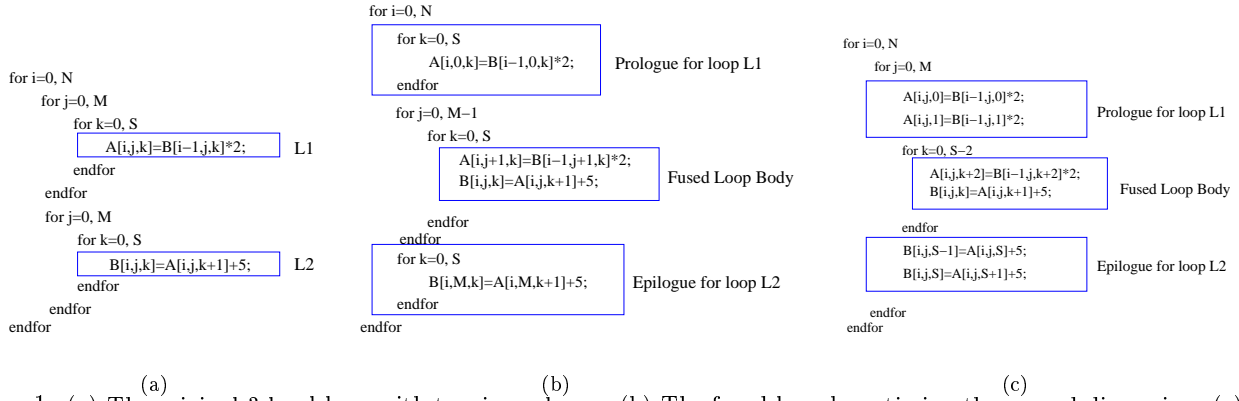 for i=0, N
for j=0, M
for k=0, S
A[i,j,k]=B[i−1,j,k]*2;
L1
endfor
endfor
for j=0, M
for k=0, S
B[i,j,k]=A[i,j,k+1]+5;
L2
endfor
endfor
endfor
(a)
for i=0, N
for k=0, S
A[i,0,k]=B[i−1,0,k]*2;
Prologue for loop L1
endfor
for j=0, M−1
for k=0, S
A[i,j+1,k]=B[i−1,j+1,k]*2;
B[i,j,k]=A[i,j,k+1]+5;
Fused Loop Body
endfor
endfor
for k=0, S
B[i,M,k]=A[i,M,k+1]+5;
Epilogue for loop L2
endfor
endfor
(b)
for i=0, N
for j=0, M
A[i,j,0]=B[i−1,j,0]*2;
A[i,j,1]=B[i−1,j,1]*2;
Prologue for loop L1
for k=0, S−2
A[i,j,k+2]=B[i−1,j,k+2]*2;
B[i,j,k]=A[i,j,k+1]+5;
Fused Loop Body
endfor
B[i,j,S−1]=A[i,j,S]+5;
B[i,j,S]=A[i,j,S+1]+5;
Epilogue for loop L2
endfor
endfor
(c)